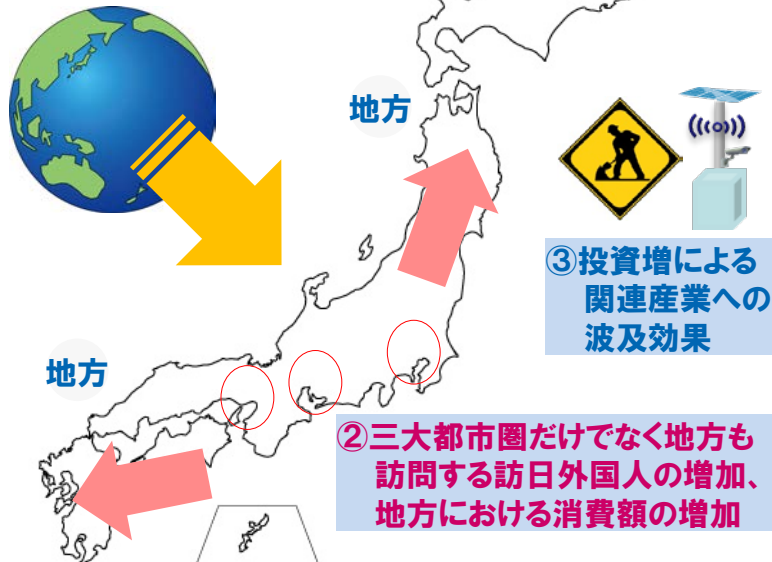 地方
③投資増による
関連産業への
波及効果
地方
②三大都市圏だけでなく地方も
訪問する訪日外国人の増加、
地方における消費額の増加